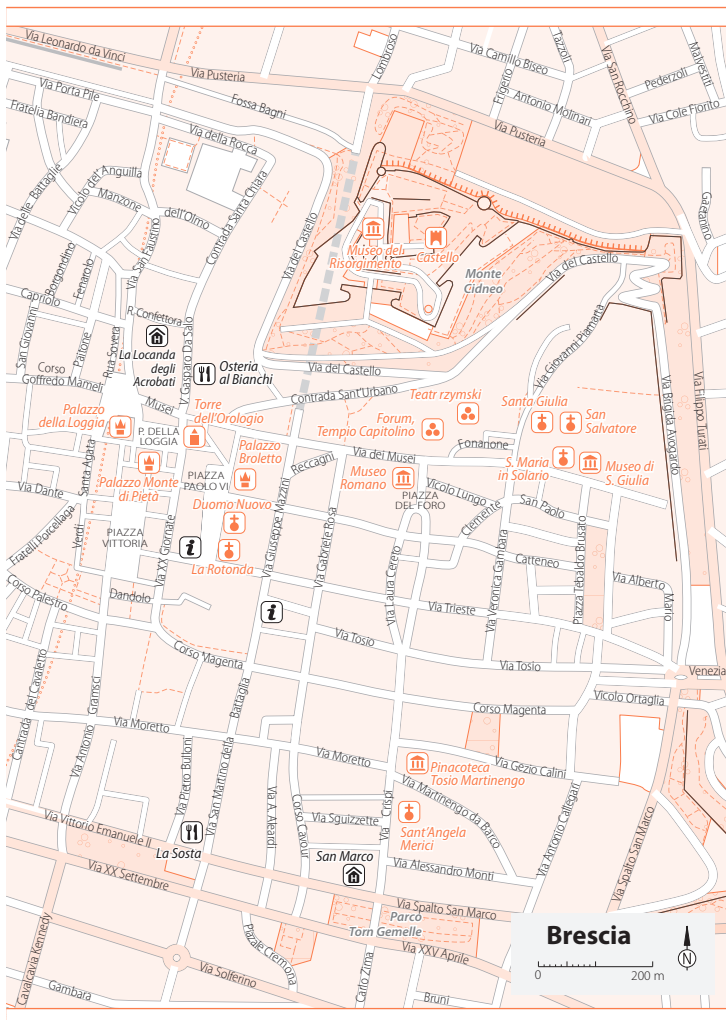 Via Leonardo da Vinci
Via Pusteria
Lombroso
Via Camillo Biseo
Tazzoli
Via San Rocchino
Malvestiti
Pederzoli
Frigerio
Antonio Molinari
Via Cole Fiorito
Via Porta Pile
Fossa Bagni
Via Pusteria
Fratelia Bandiera
Via della Rocca
Vicolo de' Anguilla
Via delle Battaglie
Manzone
dell'Olmo
Contrada Santa Chiara
Gaetanino
Via San Faustino
Via del Castello
Museo del
Risorgimento
Castello
Monte
Cidneo
Via del Castello
Borgondino
Fenarolo
Capriolo
R. Confettora
San Giovanni
Paitone
Rua Sovera
La Locanda
degli
Acrobati
V. Gasparo Da Salo
Osteria
al Bianchi
Via del Castello
Via Giovanni Piamarta
Corso
Goffredo Mameli
Contrada Sant'Urbano
Via Brigida Avogardo
Via Filippo Turati
Musei
Palazzo
della Loggia
Torre
dell'Orologio
Teatr rzymski
Santa Giulia
San
Salvatore
P. DELLA
LOGGIA
Forum,
Tempio Capitolino
Santa Agata
Palazzo
Broletto
Fonarione
Via dei Musei
Reccagni
S. Maria
in Solario
Museo di
S. Giulia
Palazzo Monte
di Pietà
PIAZZA
PAOLO VI
Museo
Romano
Via Dante
PIAZZA
DEL FORO
Vicolo Lungo
San Paolo
Duomo Nuovo
Clemente
Fratelli Porcellaga
Verdi
PIAZZA
VITTORIA
Via XX Giornate
Via Giuseppe Mazzini
Via Gabriele Rosa
Piazza Tebaldo Brusato
La Rotonda
Catteneo
Via Laura Cereto
Via Veronica Gambara
Via Alberto
Marro
Corso Palestro
Dandolo
Via Trieste
Via Tosio
Corso Magenta
Via Tosio
Venezia
Cantrada del Cavaletto
Via Antonio Gramsci
Battaglia
Vicolo Ortaglia
Corso Magenta
Via Moretto
Via Moretto
Via Pietro Bulloni
Via San Martino della
Pinacoteca
Tosio Martinengo
Via Gezio Calini
Via Martinengo da Barco
Via A. Aleardi
Corso Cavour
Via Crispi
Via Antonio Callegari
Via Sguizzette
Sant'Angela
Merici
Via Vittorio Emanuele II
La Sosta
San Marco
Via Alessandro Monti
Via Spalto San Marco
Via XX Settembre
Via Spalto San Marco
Parco
Torn Gemelle
Cavalcavia Kennedy
Piazale Cremona
Via XXV Aprile
Via Solferino
Carlo Zima
Gambara
Bruni
Brescia
N
0
200 m